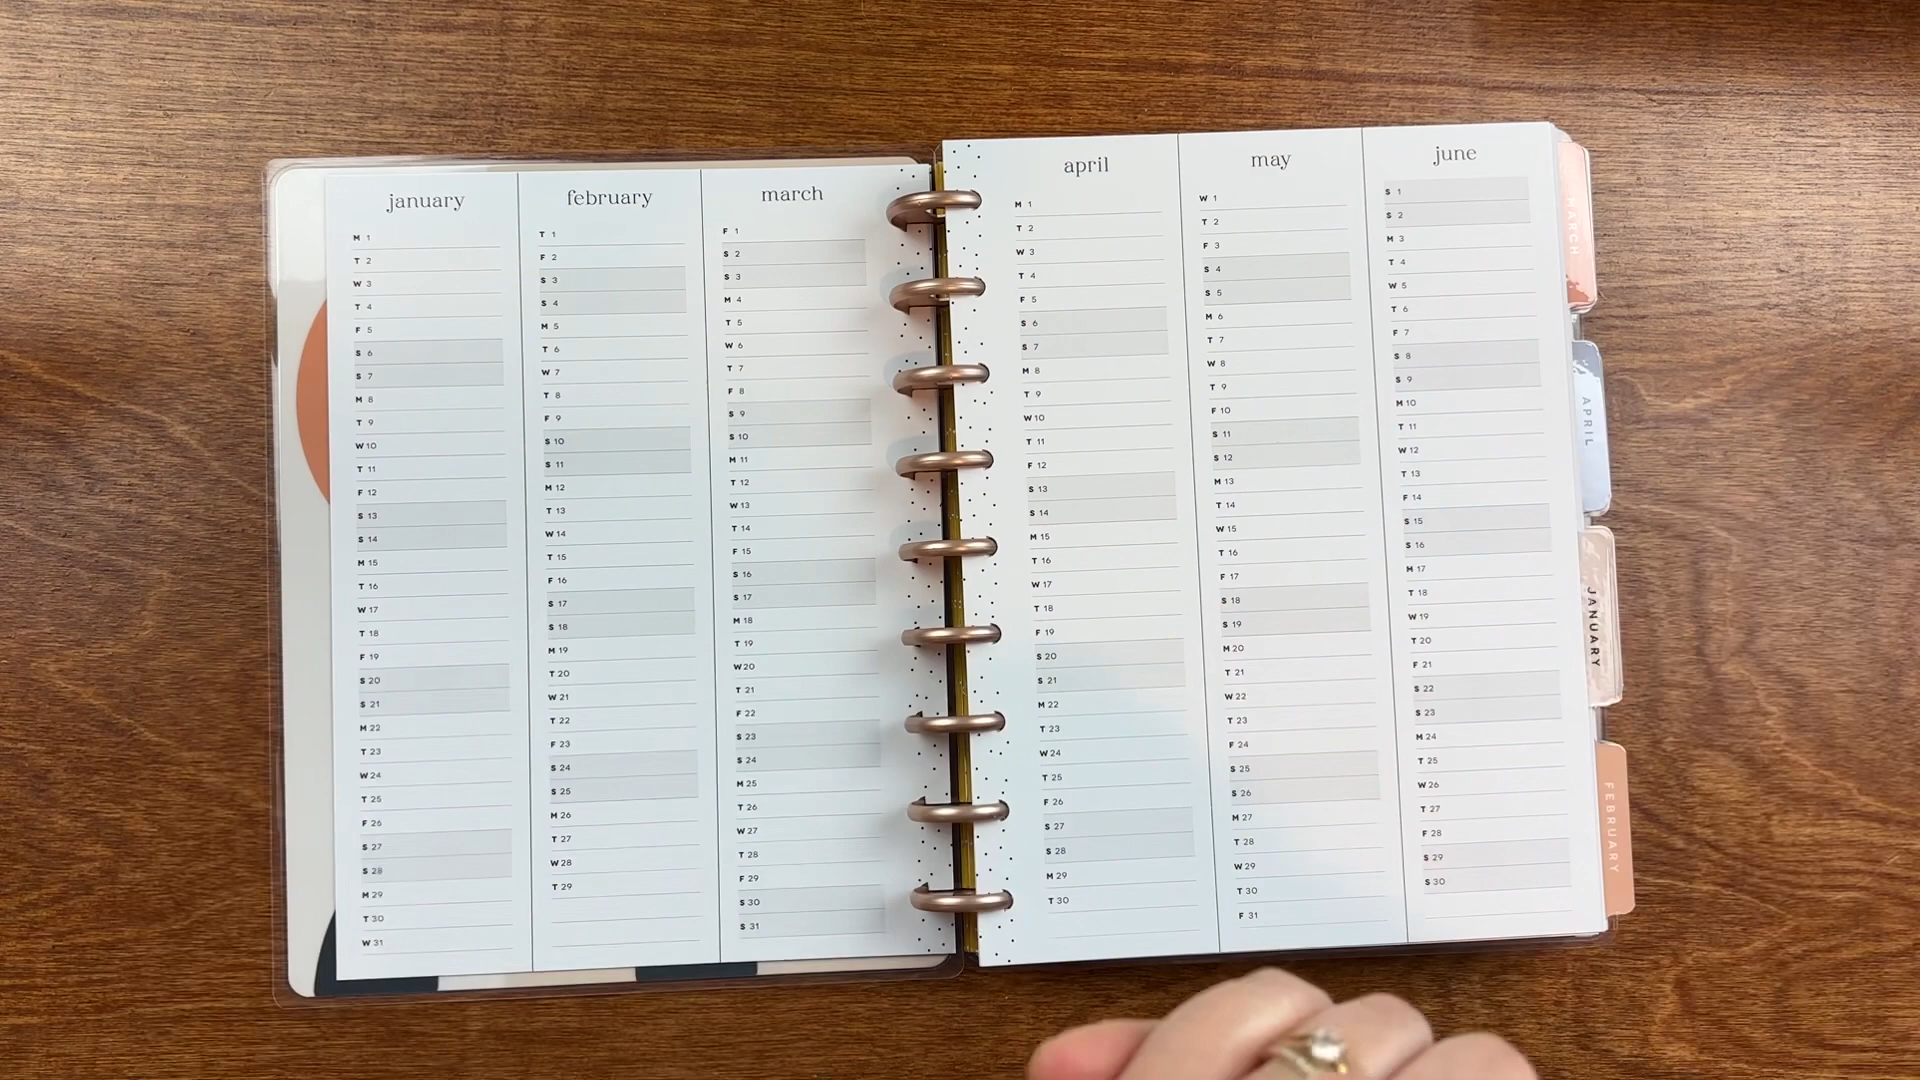 january
M 1
T 2
W 3
T 4
F 5
S 6
S 7
M 8
T 9
W 10
T 11
F 12
S 13
S 14
M 15
T 16
W 17
T 18
F 19
S 20
S 21
M 22
T 23
W 24
T 25
F 26
S 27
S 28
M 29
T 30
W 31
february
T 1
F 2
S 3
S 4
M 5
T 6
W 7
T 8
F 9
S 10
S 11
M 12
T 13
W 14
T 15
F 16
S 17
S 18
M 19
T 20
W 21
T 22
F 23
S 24
S 25
M 26
T 27
W 28
T 29
march
F 1
S 2
S 3
M 4
T 5
W 6
T 7
F 8
S 9
S 10
M 11
T 12
W 13
T 14
F 15
S 16
S 17
M 18
T 19
W 20
T 21
F 22
S 23
S 24
M 25
T 26
W 27
T 28
F 29
S 30
S 31
april
M 1
T 2
W 3
T 4
F 5
S 6
S 7
M 8
T 9
W 10
T 11
F 12
S 13
S 14
M 15
T 16
W 17
T 18
F 19
S 20
S 21
M 22
T 23
W 24
T 25
F 26
S 27
S 28
M 29
T 30
may
W 1
T 2
F 3
S 4
S 5
M 6
T 7
W 8
T 9
F 10
S 11
S 12
M 13
T 14
W 15
T 16
F 17
S 18
S 19
M 20
T 21
W 22
T 23
F 24
S 25
S 26
M 27
T 28
W 29
T 30
F 31
june
S 1
S 2
M 3
T 4
W 5
T 6
F 7
S 8
S 9
M 10
T 11
W 12
T 13
F 14
S 15
S 16
M 17
T 18
W 19
T 20
F 21
S 22
S 23
M 24
T 25
W 26
T 27
F 28
S 29
S 30
MARCH
APRIL
JANUARY
FEBRUARY